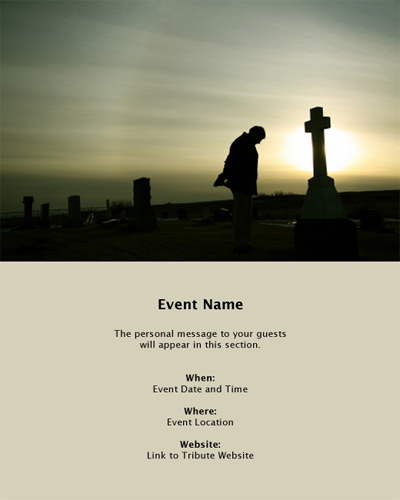 Event Name
The personal message to your guests
will appear in this section.
When:
Event Date and Time
Where:
Event Location
Website:
Link to Tribute Website